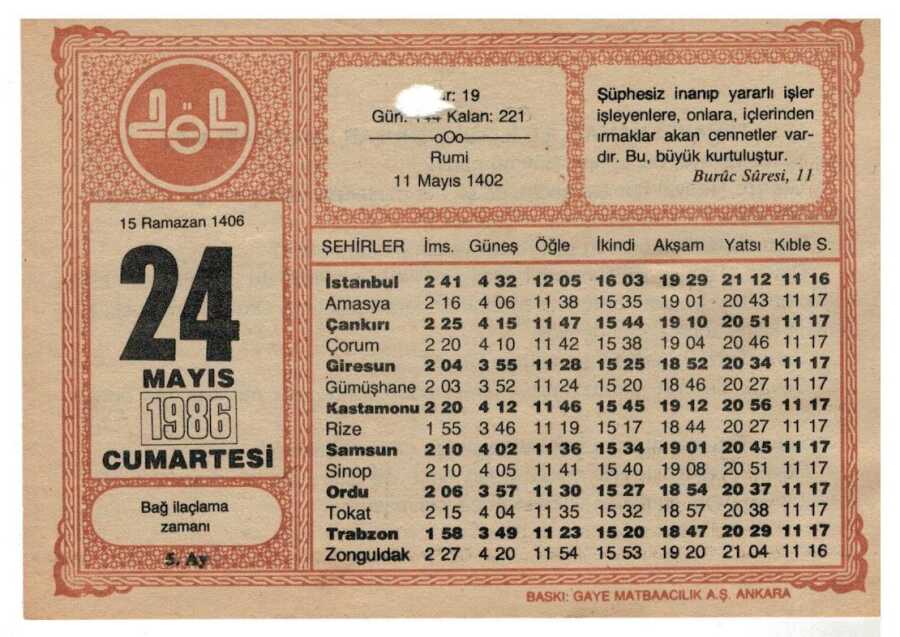 15 Ramazan 1406
24
MAYIS
1986
CUMARTESİ
Bağ ilaçlama
zamanı
5. Ay
19
Gün: Kalan: 221
oOo
Rumi
11 Mayıs 1402
Şüphesiz inanıp yararlı işler
işleyenlere, onlara, içlerinden
ırmaklar akan cennetler var-
dır. Bu, büyük kurtuluştur.
Burûc Sûresi, 11
ŞEHİRLER İms. Güneş Öğle İkindi Akşam Yatsı Kıble S.
İstanbul 2 41 4 32 12 05 16 03 19 29 21 12 11 16
Amasya 2 16 4 06 11 38 15 35 19 01 20 43 11 17
Çankırı 2 25 4 15 11 47 15 44 19 10 20 51 11 17
Çorum 2 20 4 10 11 42 15 38 19 04 20 46 11 17
Giresun 2 04 3 55 11 28 15 25 18 52 20 34 11 17
Gümüşhane 2 03 3 52 11 24 15 20 18 46 20 27 11 17
Kastamonu 2 20 4 12 11 46 15 45 19 12 20 56 11 17
Rize 1 55 3 46 11 19 15 17 18 44 20 27 11 17
Samsun 2 10 4 02 11 36 15 34 19 01 20 45 11 17
Sinop 2 10 4 05 11 41 15 40 19 08 20 51 11 17
Ordu 2 06 3 57 11 30 15 27 18 54 20 37 11 17
Tokat 2 15 4 04 11 35 15 32 18 57 20 38 11 17
Trabzon 1 58 3 49 11 23 15 20 18 47 20 29 11 17
Zonguldak 2 27 4 20 11 54 15 53 19 20 21 04 11 16
BASKI: GAYE MATBAACILIK A.Ş. ANKARA